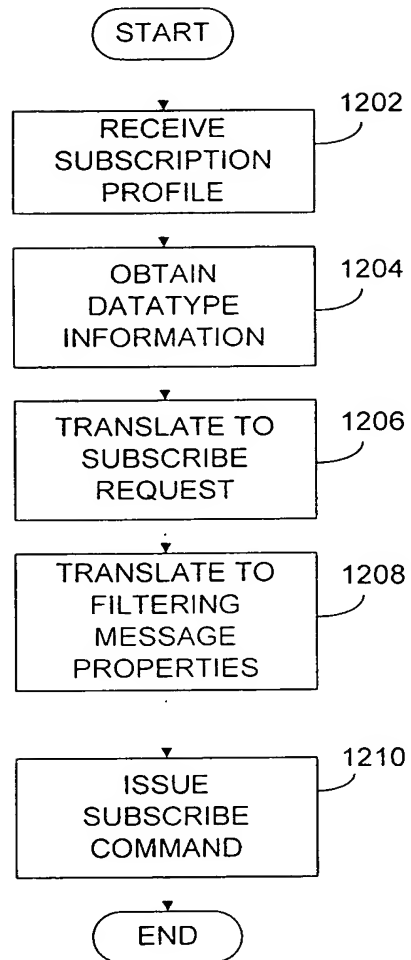 START
1202
RECEIVE
SUBSCRIPTION
PROFILE
1204
OBTAIN
DATATYPE
INFORMATION
1206
TRANSLATE TO
SUBSCRIBE
REQUEST
1208
TRANSLATE TO
FILTERING
MESSAGE
PROPERTIES
1210
ISSUE
SUBSCRIBE
COMMAND
END